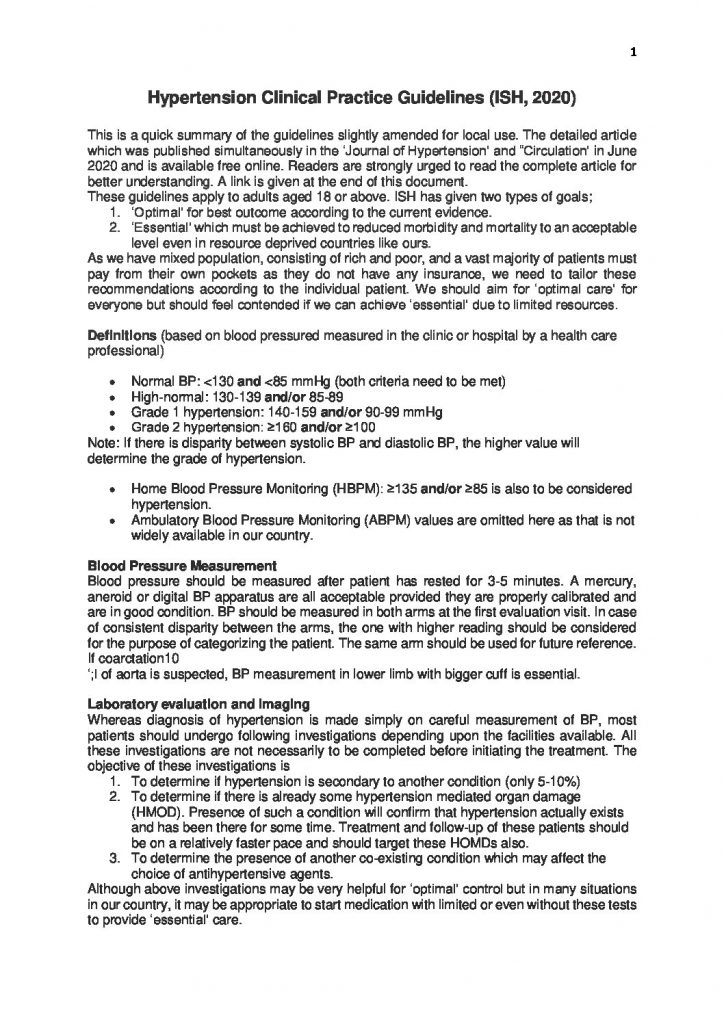 1
Hypertension Clinical Practice Guidelines (ISH, 2020)
This is a quick summary of the guidelines slightly amended for local use. The detailed article
which was published simultaneously in the 'Journal of Hypertension' and "Circulation' in June
2020 and is available free online. Readers are strongly urged to read the complete article for
better understanding. A link is given at the end of this document.
These guidelines apply to adults aged 18 or above. ISH has given two types of goals;
1. 'Optimal' for best outcome according to the current evidence.
2. 'Essential' which must be achieved to reduced morbidity and mortality to an acceptable
level even in resource deprived countries like ours.
As we have mixed population, consisting of rich and poor, and a vast majority of patients must
pay from their own pockets as they do not have any insurance, we need to tailor these
recommendations according to the individual patient. We should aim for 'optimal care' for
everyone but should feel contended if we can achieve 'essential' due to limited resources.
Definitions (based on blood pressured measured in the clinic or hospital by a health care
professional)
• Normal BP: <130 and <85 mmHg (both criteria need to be met)
• High-normal: 130-139 and/or 85-89
• Grade 1 hypertension: 140-159 and/or 90-99 mmHg
• Grade 2 hypertension: ≥160 and/or ≥100
Note: If there is disparity between systolic BP and diastolic BP, the higher value will
determine the grade of hypertension.
• Home Blood Pressure Monitoring (HBPM): ≥135 and/or ≥85 is also to be considered
hypertension.
• Ambulatory Blood Pressure Monitoring (ABPM) values are omitted here as that is not
widely available in our country.
Blood Pressure Measurement
Blood pressure should be measured after patient has rested for 3-5 minutes. A mercury,
aneroid or digital BP apparatus are all acceptable provided they are properly calibrated and
are in good condition. BP should be measured in both arms at the first evaluation visit. In case
of consistent disparity between the arms, the one with higher reading should be considered
for the purpose of categorizing the patient. The same arm should be used for future reference.
If coarctation10
';l of aorta is suspected, BP measurement in lower limb with bigger cuff is essential.
Laboratory evaluation and imaging
Whereas diagnosis of hypertension is made simply on careful measurement of BP, most
patients should undergo following investigations depending upon the facilities available. All
these investigations are not necessarily to be completed before initiating the treatment. The
objective of these investigations is
1. To determine if hypertension is secondary to another condition (only 5-10%)
2. To determine if there is already some hypertension mediated organ damage
(HMOD). Presence of such a condition will confirm that hypertension actually exists
and has been there for some time. Treatment and follow-up of these patients should
be on a relatively faster pace and should target these HOMDs also.
3. To determine the presence of another co-existing condition which may affect the
choice of antihypertensive agents.
Although above investigations may be very helpful for 'optimal' control but in many situations
in our country, it may be appropriate to start medication with limited or even without these tests
to provide 'essential' care.